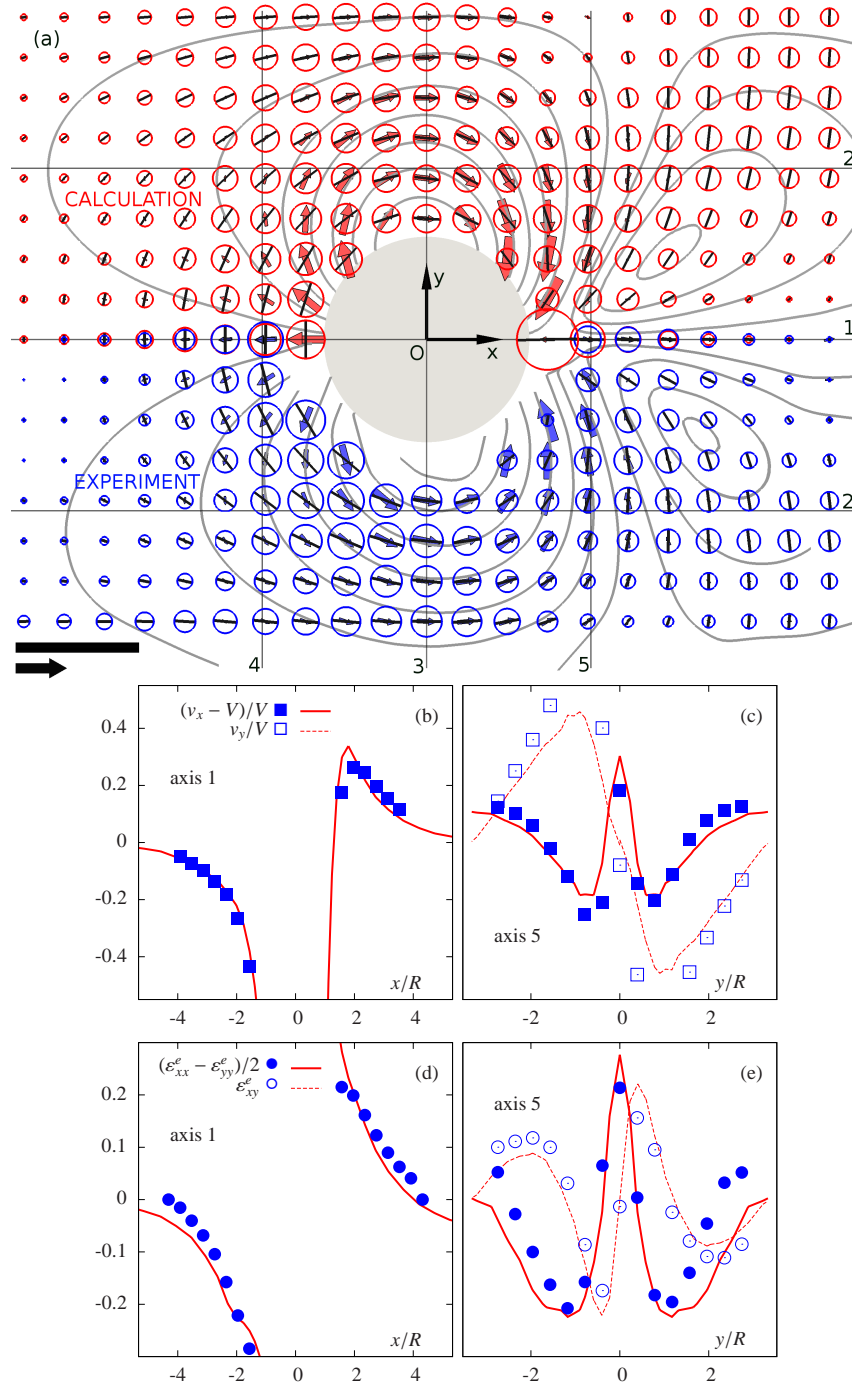 (a)
2
CALCULATION
y
1
O
x
EXPERIMENT
2
4
3
5
(b)
(v_x − V)/V
v_y/V
axis 1
0.4
0.2
0
-0.2
-0.4
x/R
-4
-2
0
2
4
(c)
axis 5
y/R
-2
0
2
(d)
(ε^e_xx − ε^e_yy)/2
ε^e_xy
axis 1
0.2
0.1
0
-0.1
-0.2
x/R
-4
-2
0
2
4
(e)
axis 5
y/R
-2
0
2